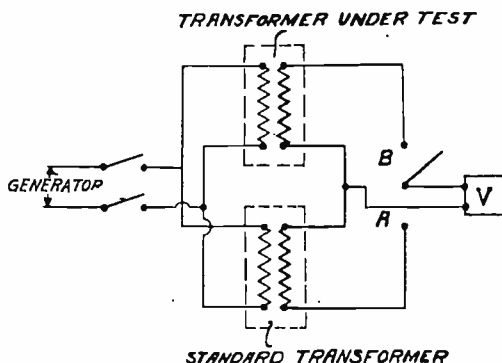 TRANSFORMER UNDER TEST
B
GENERATOR
V
A
STANDARD TRANSFORMER